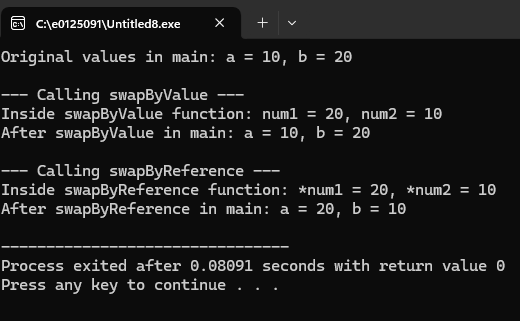 C:\e0125091\Untitled8.exe
Original values in main: a = 10, b = 20
--- Calling swapByValue ---
Inside swapByValue function: num1 = 20, num2 = 10
After swapByValue in main: a = 10, b = 20
--- Calling swapByReference ---
Inside swapByReference function: *num1 = 20, *num2 = 10
After swapByReference in main: a = 20, b = 10
--------------------------------
Process exited after 0.08091 seconds with return value 0
Press any key to continue . . .